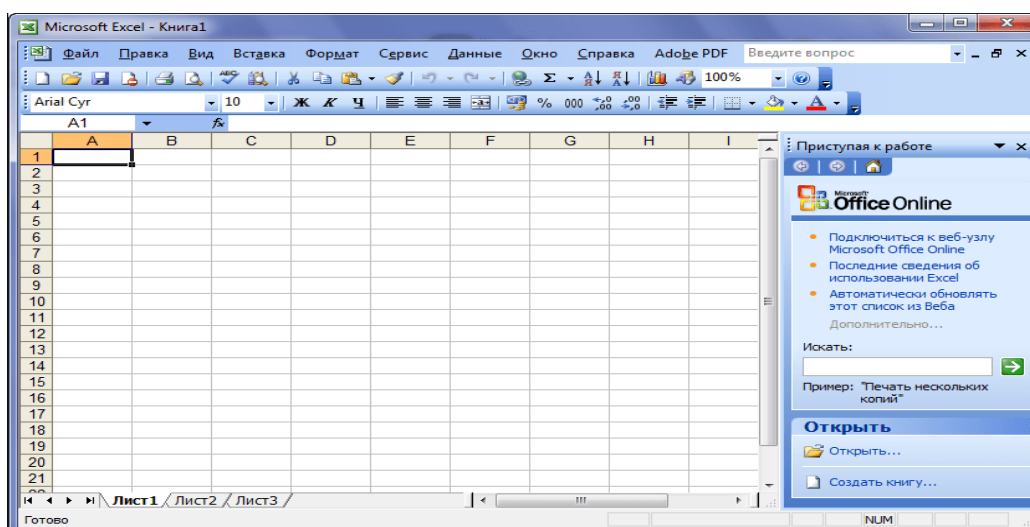 Microsoft Excel - Книга1
Файл Правка Вид Вставка Формат Сервис Данные Окно Справка Adobe PDF Введите вопрос
100%
Arial Cyr 10 Ж К Ч % 000
A1 fx
A B C D E F G H I
1
2
3
4
5
6
7
8
9
10
11
12
13
14
15
16
17
18
19
20
21
Приступая к работе
Microsoft
Office Online
Подключиться к веб-узлу
Microsoft Office Online
Последние сведения об
использовании Excel
Автоматически обновлять
этот список из Веба
Дополнительно...
Искать:
Пример: "Печать нескольких
копий"
Открыть
Открыть...
Создать книгу...
Лист1 Лист2 Лист3
Готово NUM